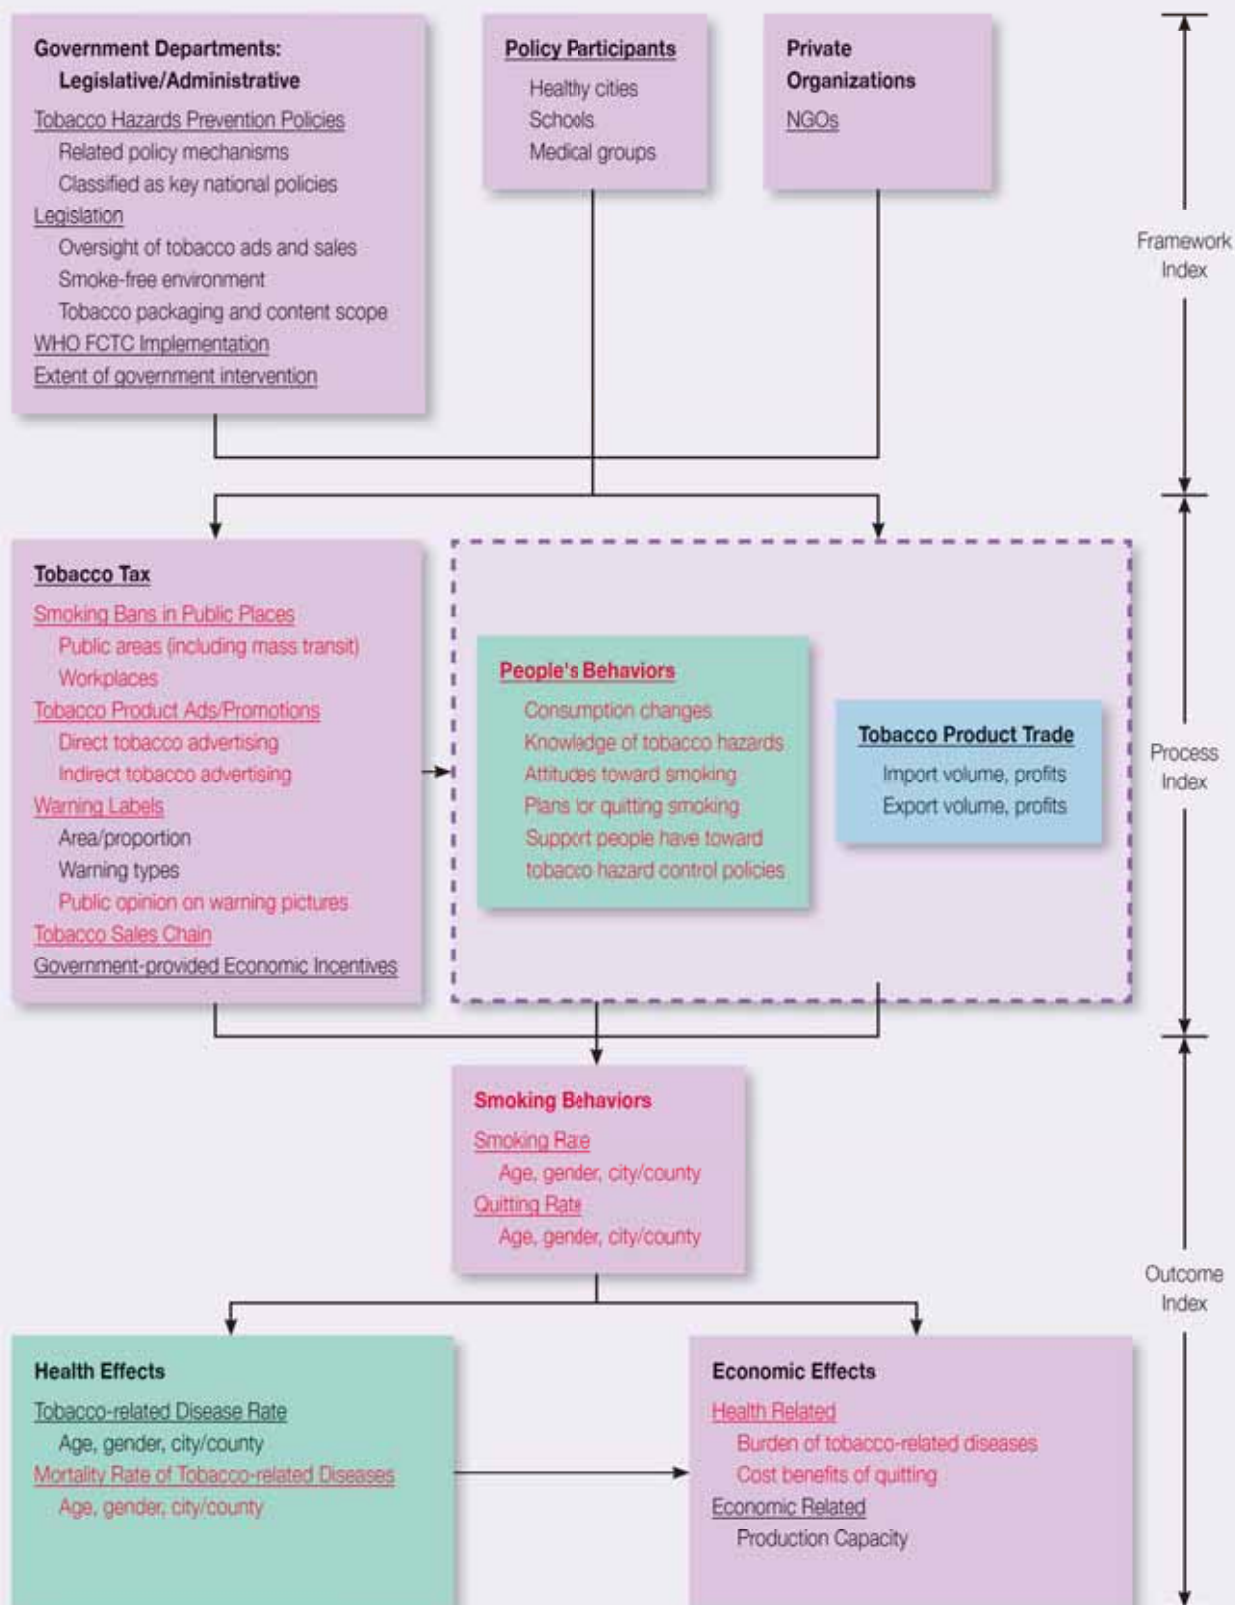 Government Departments:
Legislative/Administrative
Tobacco Hazards Prevention Policies
Related policy mechanisms
Classified as key national policies
Legislation
Oversight of tobacco ads and sales
Smoke-free environment
Tobacco packaging and content scope
WHO FCTC Implementation
Extent of government intervention
Policy Participants
Healthy cities
Schools
Medical groups
Private
Organizations
NGOs
Framework
Index
Tobacco Tax
Smoking Bans in Public Places
Public areas (including mass transit)
Workplaces
Tobacco Product Ads/Promotions
Direct tobacco advertising
Indirect tobacco advertising
Warning Labels
Area/proportion
Warning types
Public opinion on warning pictures
Tobacco Sales Chain
Government-provided Economic Incentives
People's Behaviors
Consumption changes
Knowledge of tobacco hazards
Attitudes toward smoking
Plans for quitting smoking
Support people have toward
tobacco hazard control policies
Tobacco Product Trade
Import volume, profits
Export volume, profits
Process
Index
Smoking Behaviors
Smoking Rate
Age, gender, city/county
Quitting Rate
Age, gender, city/county
Outcome
Index
Health Effects
Tobacco-related Disease Rate
Age, gender, city/county
Mortality Rate of Tobacco-related Diseases
Age, gender, city/county
Economic Effects
Health Related
Burden of tobacco-related diseases
Cost benefits of quitting
Economic Related
Production Capacity